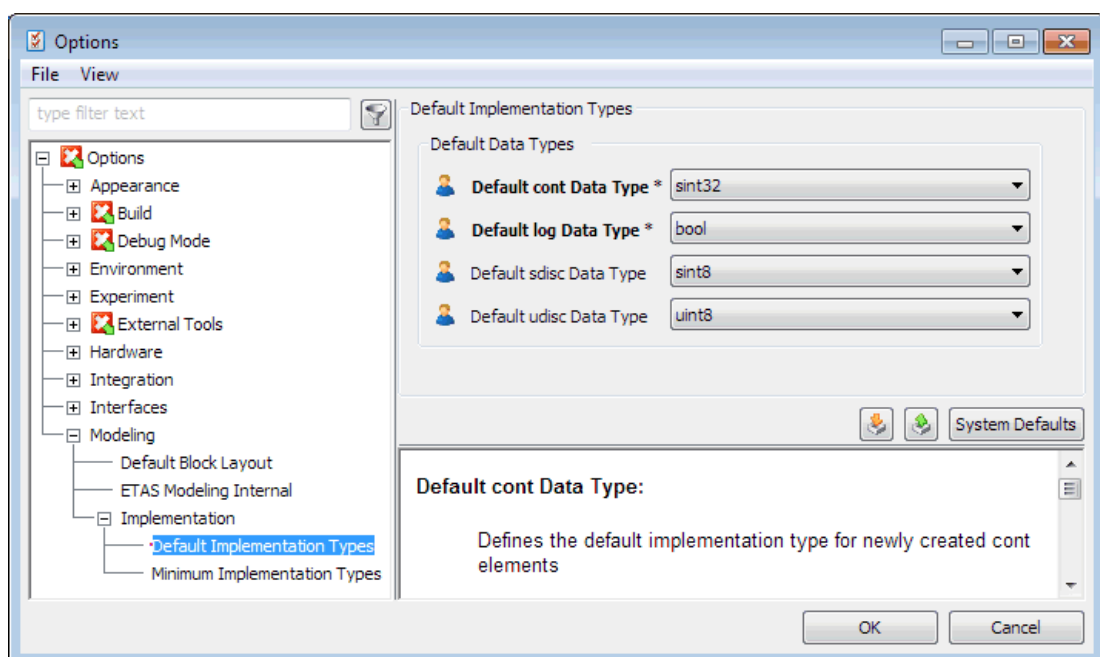 Options
File View
type filter text
Options
Appearance
Build
Debug Mode
Environment
Experiment
External Tools
Hardware
Integration
Interfaces
Modeling
Default Block Layout
ETAS Modeling Internal
Implementation
Default Implementation Types
Minimum Implementation Types
Default Implementation Types
Default Data Types
Default cont Data Type * sint32
Default log Data Type * bool
Default sdisc Data Type sint8
Default udisc Data Type uint8
System Defaults
Default cont Data Type:
Defines the default implementation type for newly created cont
elements
OK Cancel